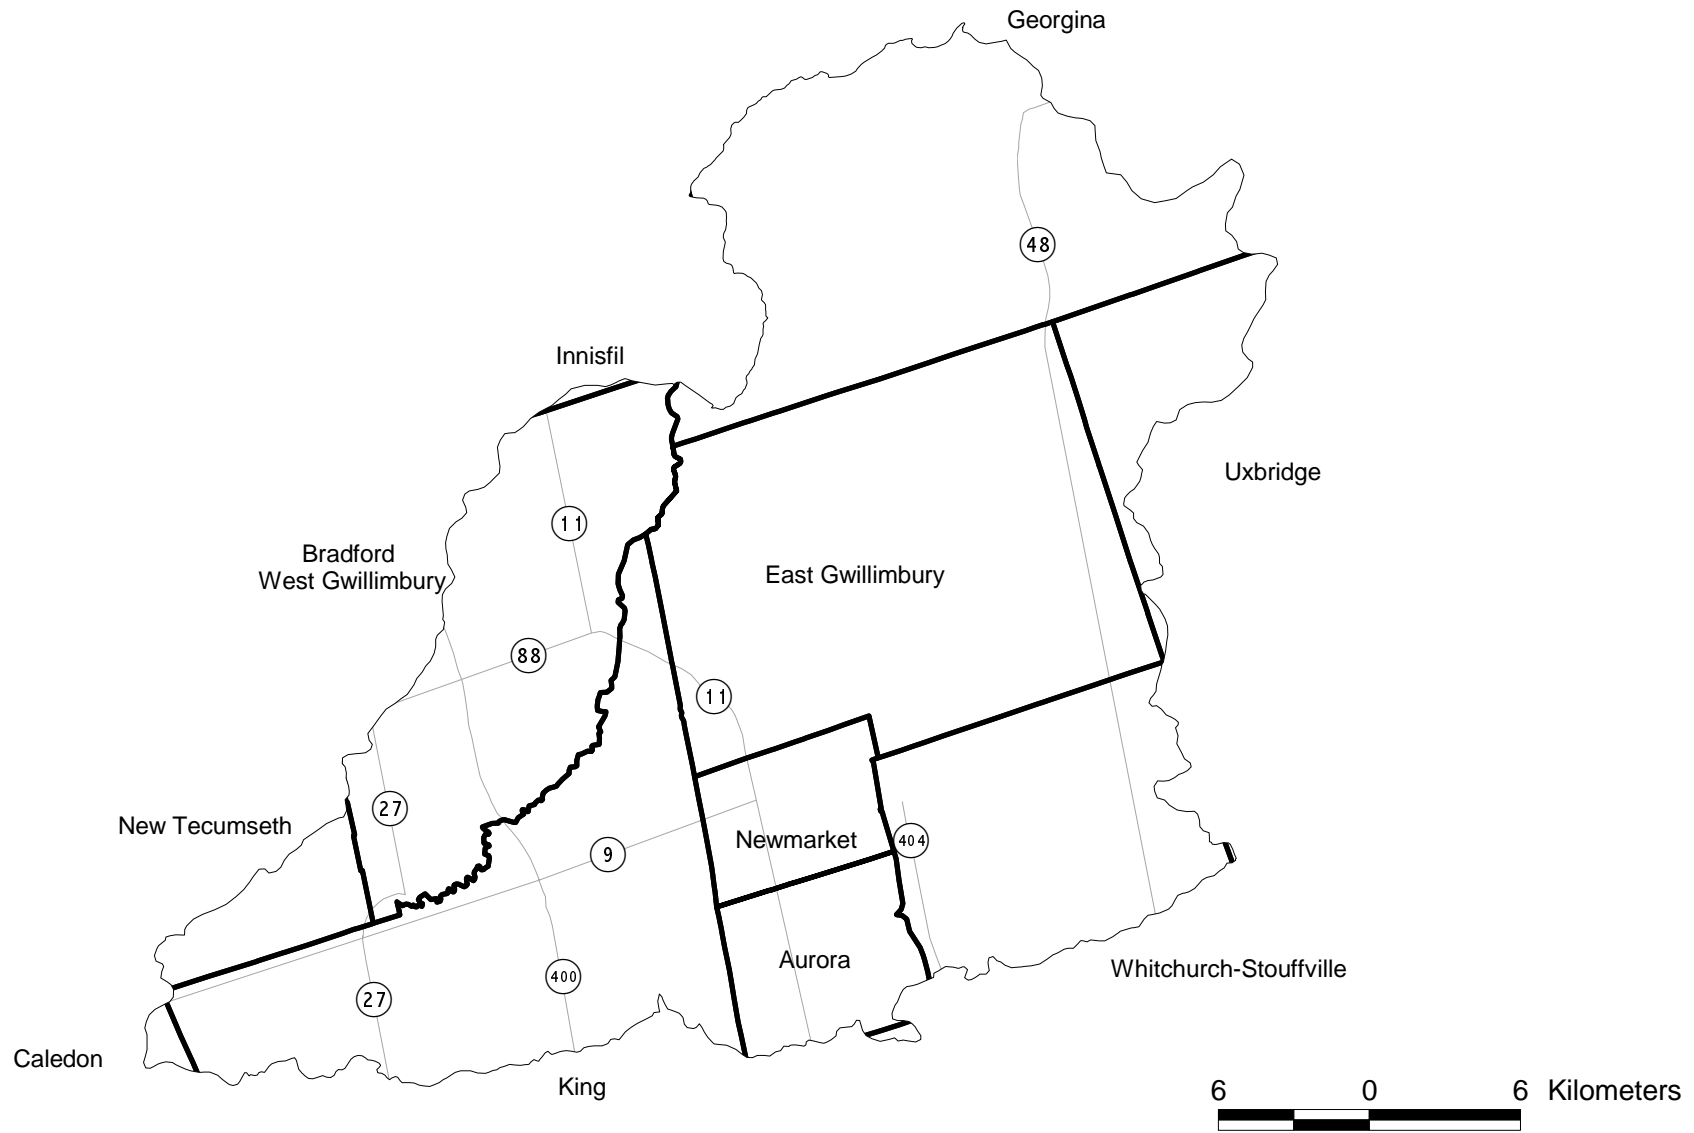 Georgina
48
Innisfil
Uxbridge
11
Bradford
West Gwillimbury
East Gwillimbury
88
11
27
New Tecumseth
Newmarket
404
9
Aurora
Whitchurch-Stouffville
400
27
Caledon
King
6 0 6 Kilometers